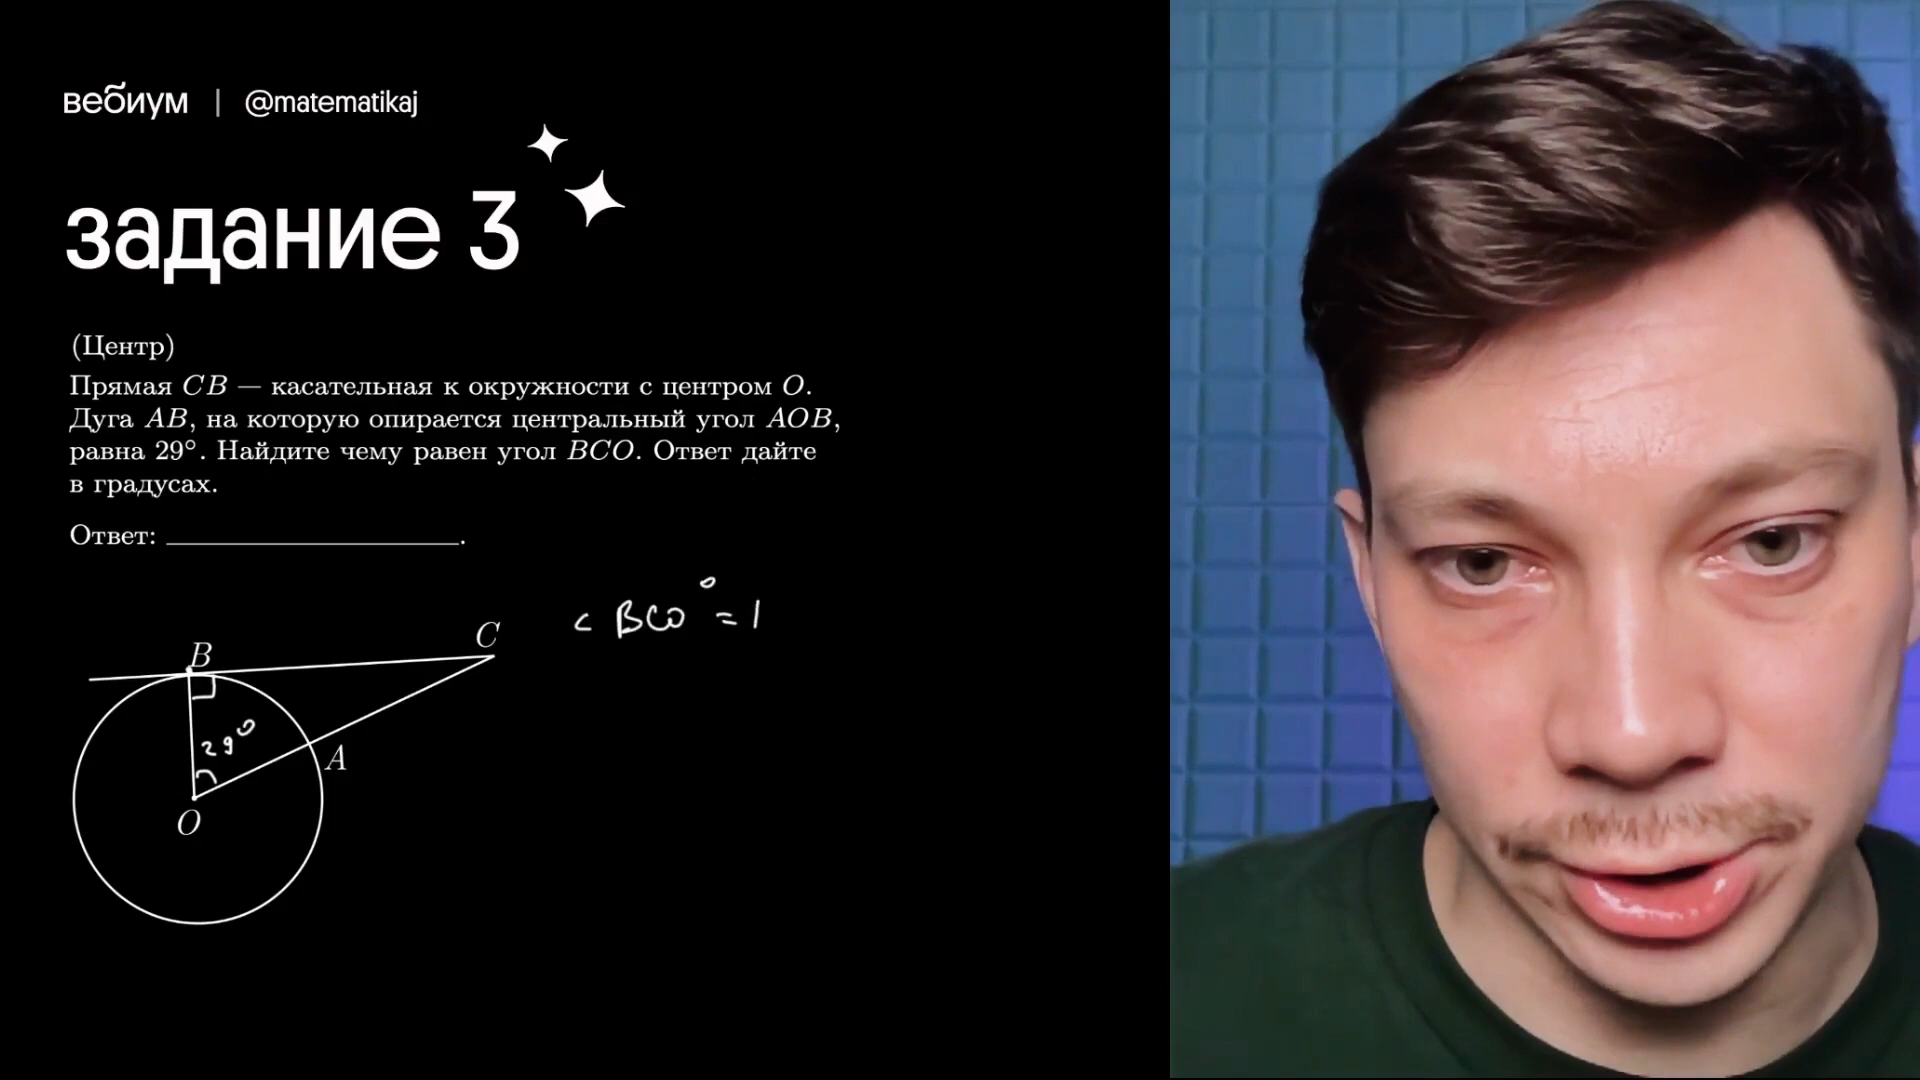 вебиум | @matematikaj
задание 3
(Центр)
Прямая CB — касательная к окружности с центром O.
Дуга AB, на которую опирается центральный угол AOB,
равна 29°. Найдите чему равен угол BCO. Ответ дайте
в градусах.
Ответ: ____________________.
< BCO° = 1
C
B
29°
A
O